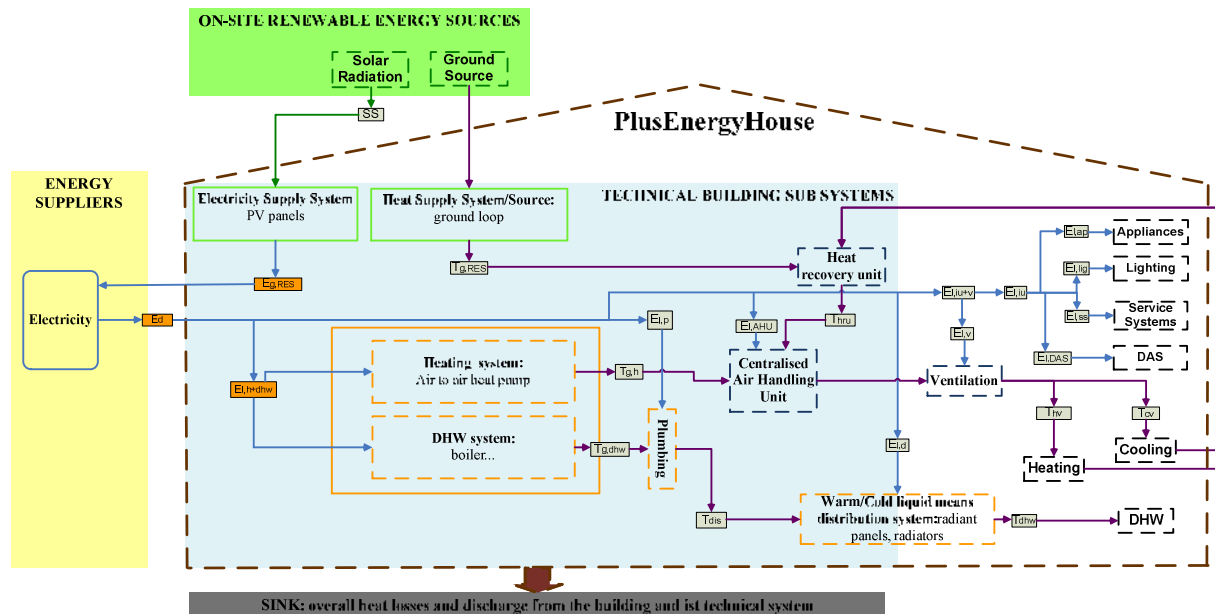 ON-SITE RENEWABLE ENERGY SOURCES
Solar
Radiation
Ground
Source
SS
PlusEnergyHouse
ENERGY
SUPPLIERS
Electricity Supply System
PV panels
Heat Supply System/Source:
ground loop
TECHNICAL BUILDING SUB SYSTEMS
Eg,RES
Tg,RES
Heat
recovery unit
El,ap
Appliances
El,lig
Lighting
El,iu+v
El,iu
El,ss
Service
Systems
Electricity
Ed
El,p
El,AHU
Thru
El,v
El,DAS
DAS
Heating system:
Air to air heat pump
Tg,h
Centralised
Air Handling
Unit
Ventilation
El,h+dhw
Thv
Tcv
DHW system:
boiler...
Tg,dhw
Plumbing
El,d
Cooling
Heating
Tdis
Warm/Cold liquid means
distribution system:radiant
panels, radiators
Tdhw
DHW
SINK: overall heat losses and discharge from the building and ist technical system